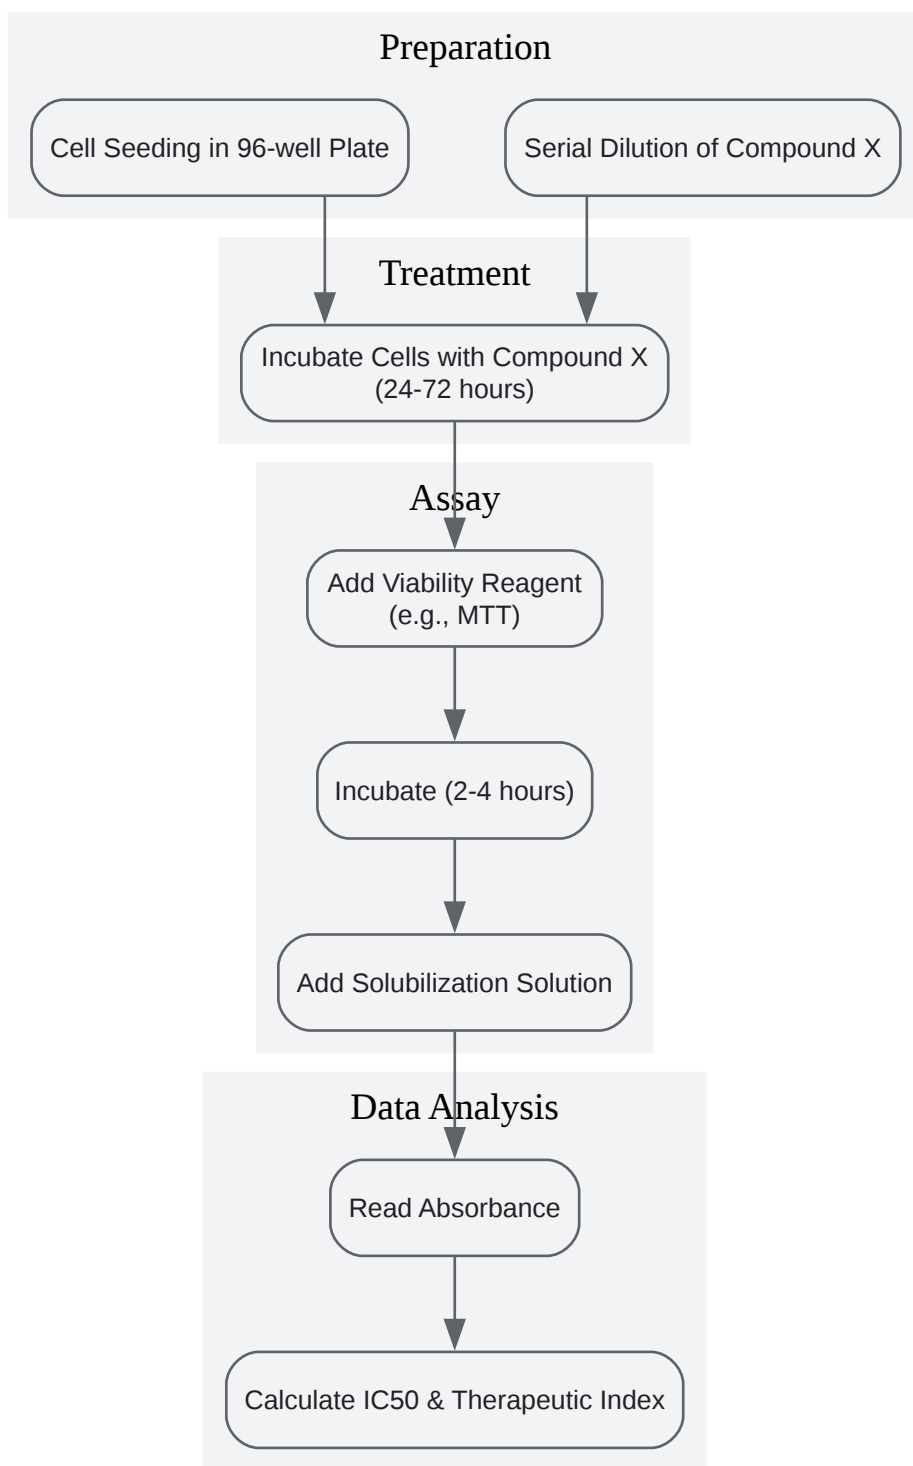 Preparation
Cell Seeding in 96-well Plate
Serial Dilution of Compound X
Treatment
Incubate Cells with Compound X
(24-72 hours)
Assay
Add Viability Reagent
(e.g., MTT)
Incubate (2-4 hours)
Add Solubilization Solution
Data Analysis
Read Absorbance
Calculate IC50 & Therapeutic Index